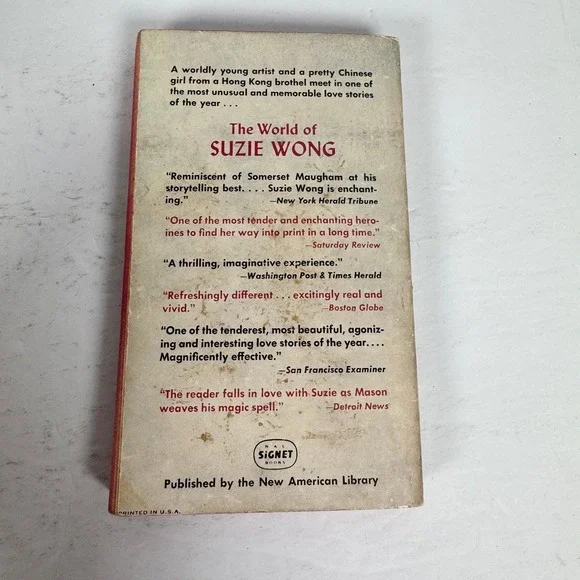 A worldly young artist and a pretty Chinese
girl from a Hong Kong brothel meet in one of
the most unusual and memorable love stories
of the year . . .
The World of
SUZIE WONG
"Reminiscent of Somerset Maugham at his
storytelling best. . . . Suzie Wong is enchant-
ing."
—New York Herald Tribune
"One of the most tender and enchanting hero-
ines to find her way into print in a long time."
—Saturday Review
"A thrilling, imaginative experience."
—Washington Post & Times Herald
"Refreshingly different . . . excitingly real and
vivid."
—Boston Globe
"One of the tenderest, most beautiful, agoniz-
ing and interesting love stories of the year. . . .
Magnificently effective."
—San Francisco Examiner
"The reader falls in love with Suzie as Mason
weaves his magic spell."
—Detroit News
NAL
SIGNET
BOOKS
Published by the New American Library
PRINTED IN U.S.A.